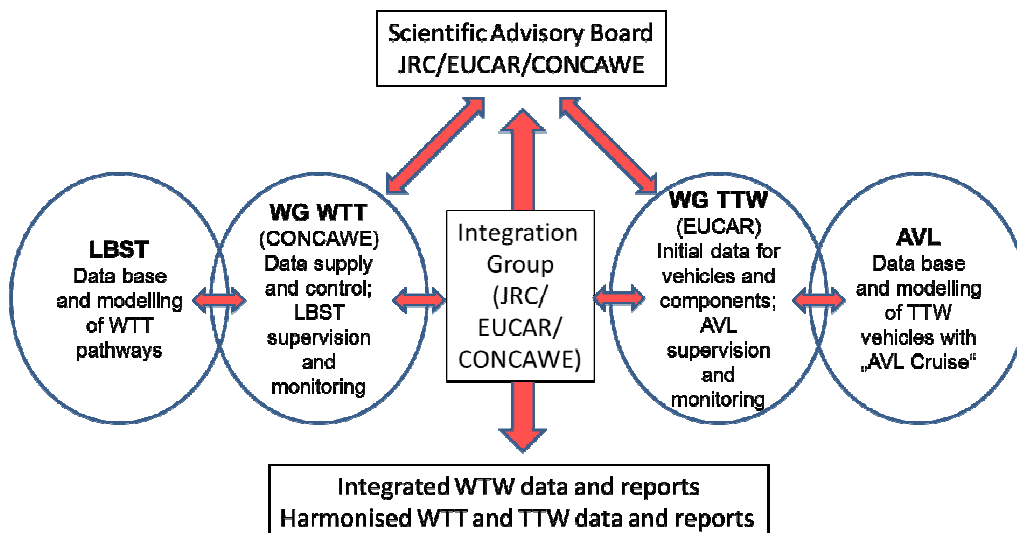 Scientific Advisory Board
JRC/EUCAR/CONCAWE
LBST
Data base
and modelling
of WTT
pathways
WG WTT
(CONCAWE)
Data supply
and control;
LBST
supervision
and
monitoring
Integration
Group
(JRC/
EUCAR/
CONCAWE)
WG TTW
(EUCAR)
Initial data for
vehicles and
components;
AVL
supervision
and
monitoring
AVL
Data base
and modelling
of TTW
vehicles with
„AVL Cruise“
Integrated WTW data and reports
Harmonised WTT and TTW data and reports